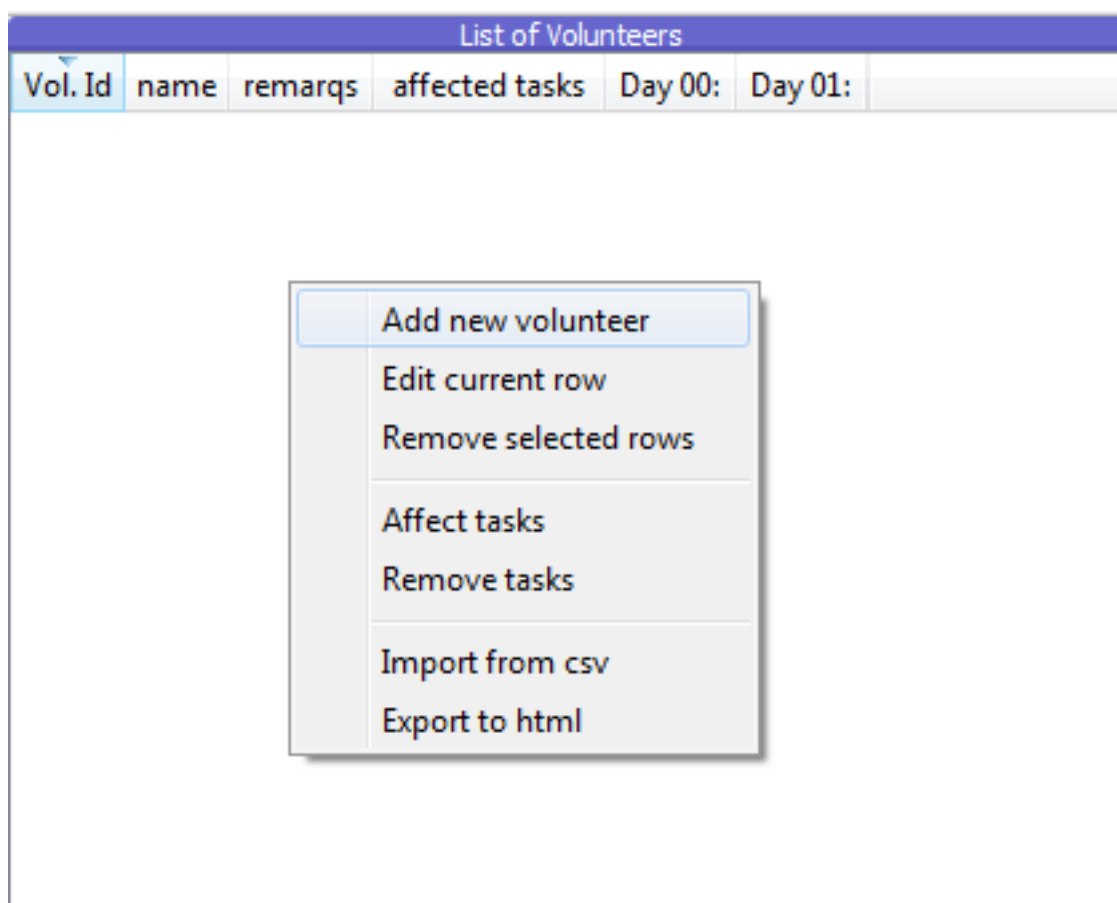 List of Volunteers
Vol. Id name remarqs affected tasks Day 00: Day 01:
Add new volunteer
Edit current row
Remove selected rows
Affect tasks
Remove tasks
Import from csv
Export to html